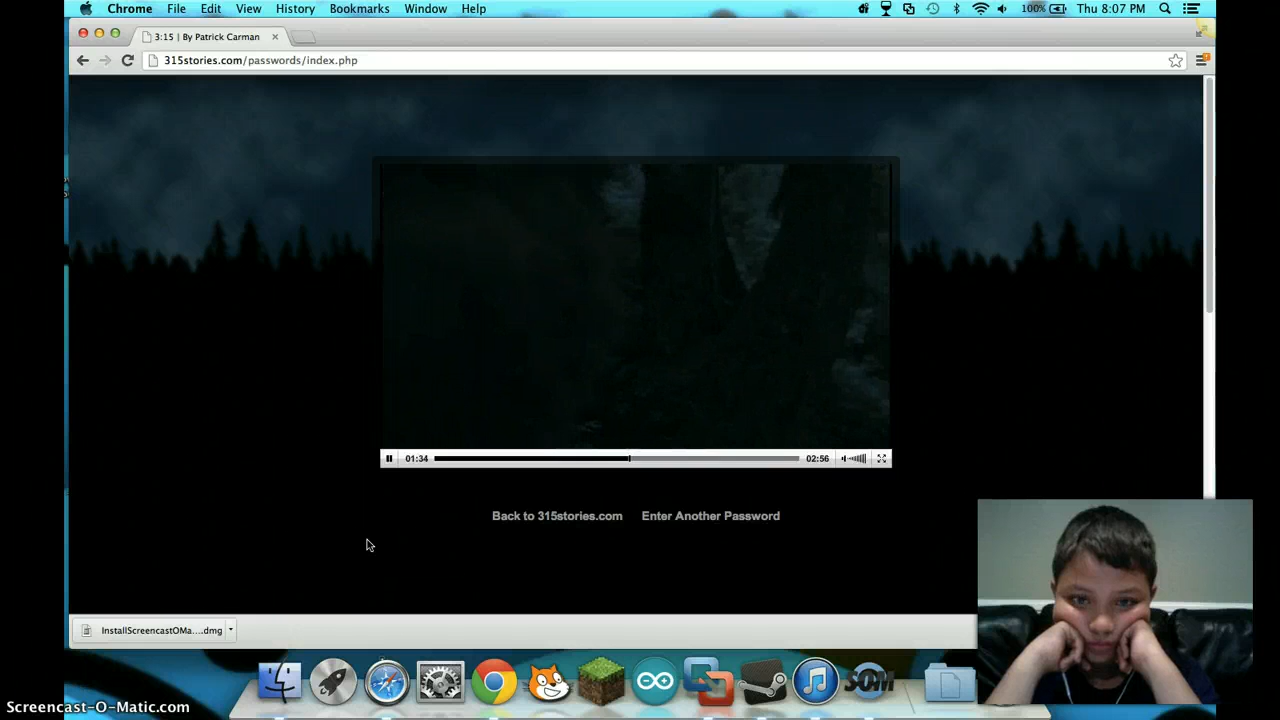 Chrome File Edit View History Bookmarks Window Help 100% Thu 8:07 PM
3:15 | By Patrick Carman
315stories.com/passwords/index.php
01:34 02:56
Back to 315stories.com Enter Another Password
InstallScreencastOMa....dmg
SOM
Screencast-O-Matic.com